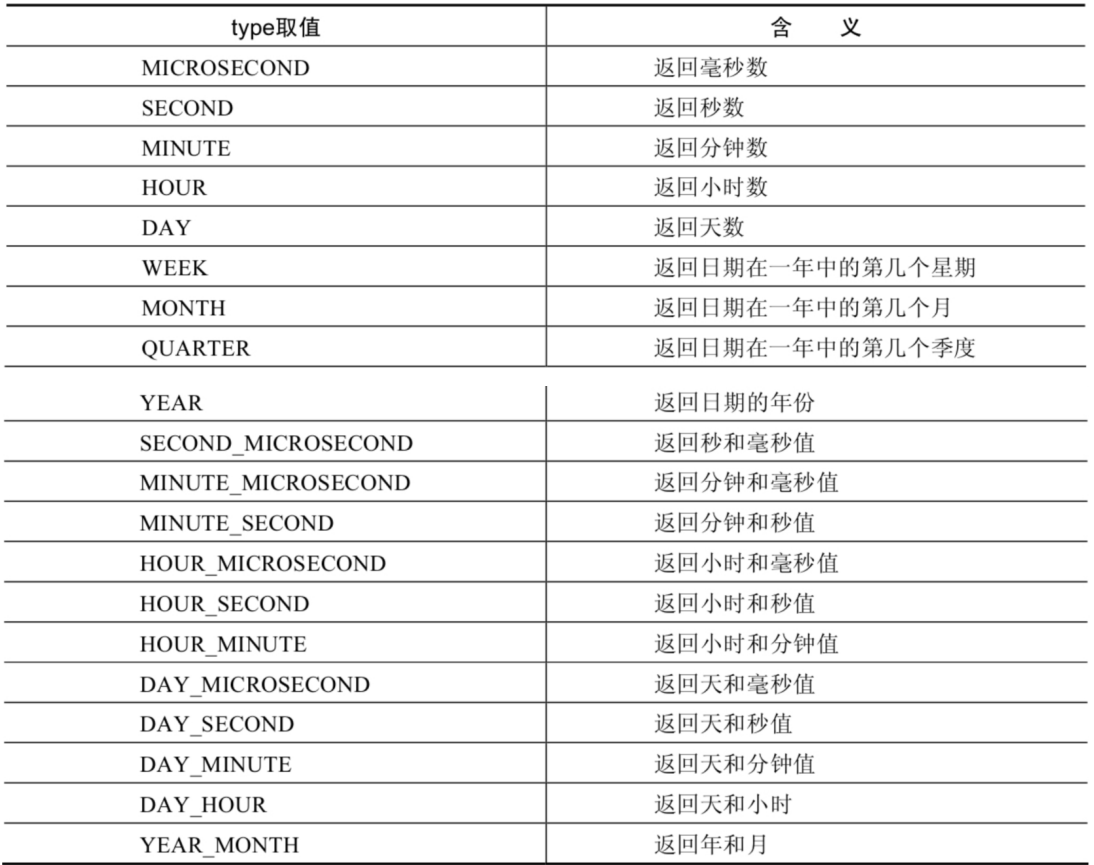 type取值 含 义
MICROSECOND 返回毫秒数
SECOND 返回秒数
MINUTE 返回分钟数
HOUR 返回小时数
DAY 返回天数
WEEK 返回日期在一年中的第几个星期
MONTH 返回日期在一年中的第几个月
QUARTER 返回日期在一年中的第几个季度
YEAR 返回日期的年份
SECOND_MICROSECOND 返回秒和毫秒值
MINUTE_MICROSECOND 返回分钟和毫秒值
MINUTE_SECOND 返回分钟和秒值
HOUR_MICROSECOND 返回小时和毫秒值
HOUR_SECOND 返回小时和秒值
HOUR_MINUTE 返回小时和分钟值
DAY_MICROSECOND 返回天和毫秒值
DAY_SECOND 返回天和秒值
DAY_MINUTE 返回天和分钟值
DAY_HOUR 返回天和小时
YEAR_MONTH 返回年和月